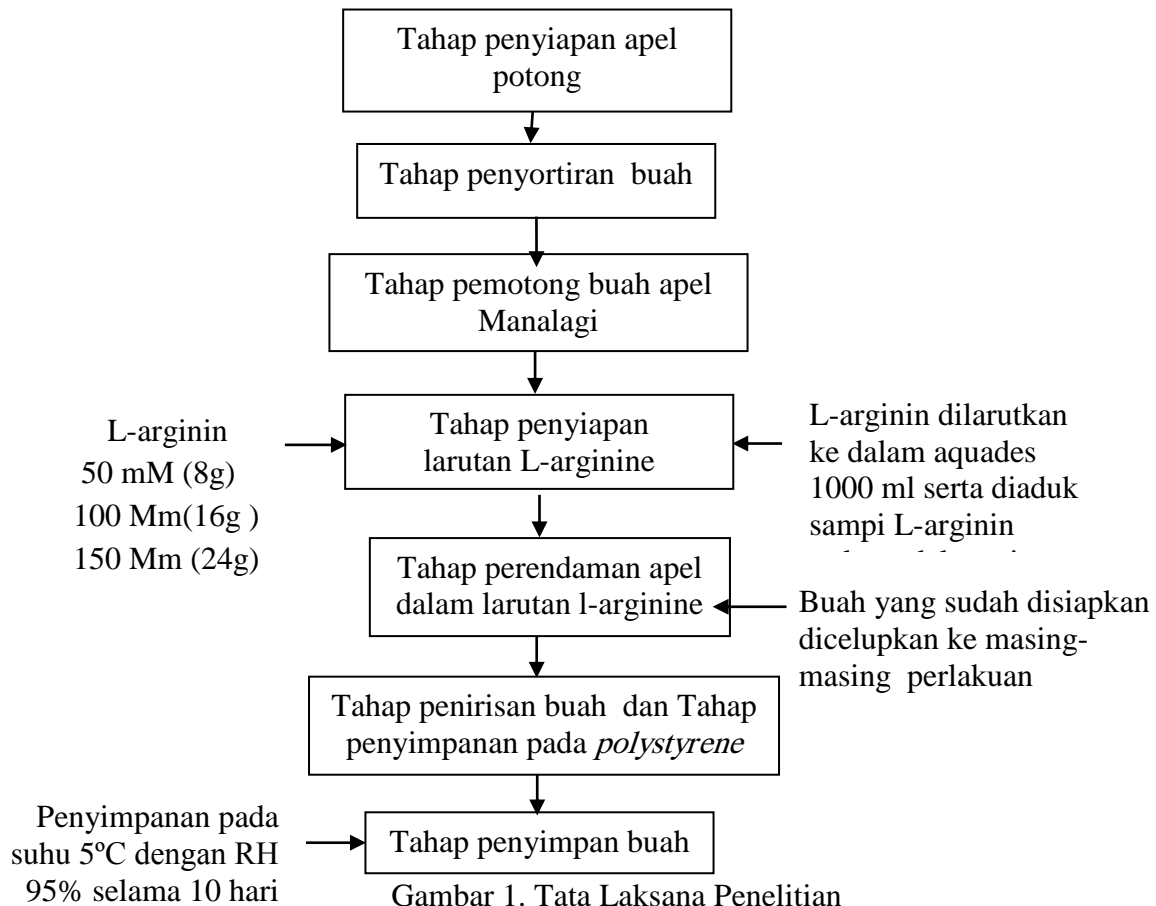 Tahap penyiapan apel
potong
Tahap penyortiran buah
Tahap pemotong buah apel
Manalagi
L-arginin
50 mM (8g)
100 Mm(16g )
150 Mm (24g)
Tahap penyiapan
larutan L-arginine
L-arginin dilarutkan
ke dalam aquades
1000 ml serta diaduk
sampi L-arginin
Tahap perendaman apel
dalam larutan l-arginine
Buah yang sudah disiapkan
dicelupkan ke masing-
masing perlakuan
Tahap penirisan buah dan Tahap
penyimpanan pada polystyrene
Penyimpanan pada
suhu 5ºC dengan RH
95% selama 10 hari
Tahap penyimpan buah
Gambar 1. Tata Laksana Penelitian